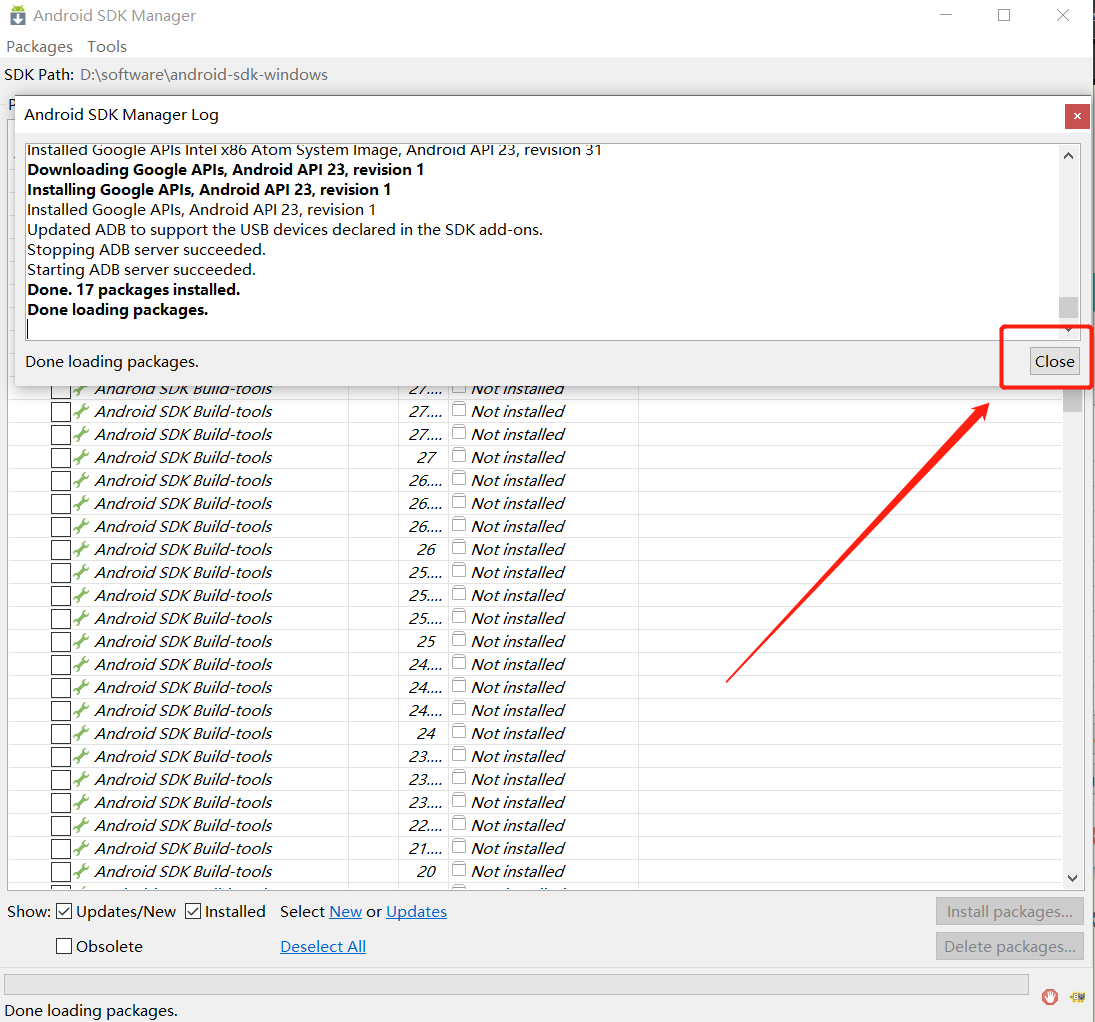 Android SDK Manager
Packages Tools
SDK Path: D:\software\android-sdk-windows
Android SDK Manager Log
Installed Google APIs Intel x86 Atom System Image, Android API 23, revision 31
Downloading Google APIs, Android API 23, revision 1
Installing Google APIs, Android API 23, revision 1
Installed Google APIs, Android API 23, revision 1
Updated ADB to support the USB devices declared in the SDK add-ons.
Stopping ADB server succeeded.
Starting ADB server succeeded.
Done. 17 packages installed.
Done loading packages.
Done loading packages.
Close
Android SDK Build-tools 27.... Not installed
Android SDK Build-tools 27.... Not installed
Android SDK Build-tools 27.... Not installed
Android SDK Build-tools 27 Not installed
Android SDK Build-tools 26.... Not installed
Android SDK Build-tools 26.... Not installed
Android SDK Build-tools 26.... Not installed
Android SDK Build-tools 26 Not installed
Android SDK Build-tools 25.... Not installed
Android SDK Build-tools 25.... Not installed
Android SDK Build-tools 25.... Not installed
Android SDK Build-tools 25 Not installed
Android SDK Build-tools 24.... Not installed
Android SDK Build-tools 24.... Not installed
Android SDK Build-tools 24.... Not installed
Android SDK Build-tools 24 Not installed
Android SDK Build-tools 23.... Not installed
Android SDK Build-tools 23.... Not installed
Android SDK Build-tools 23.... Not installed
Android SDK Build-tools 22.... Not installed
Android SDK Build-tools 21.... Not installed
Android SDK Build-tools 20 Not installed
Show: Updates/New Installed Select New or Updates Install packages...
Obsolete Deselect All Delete packages...
Done loading packages.